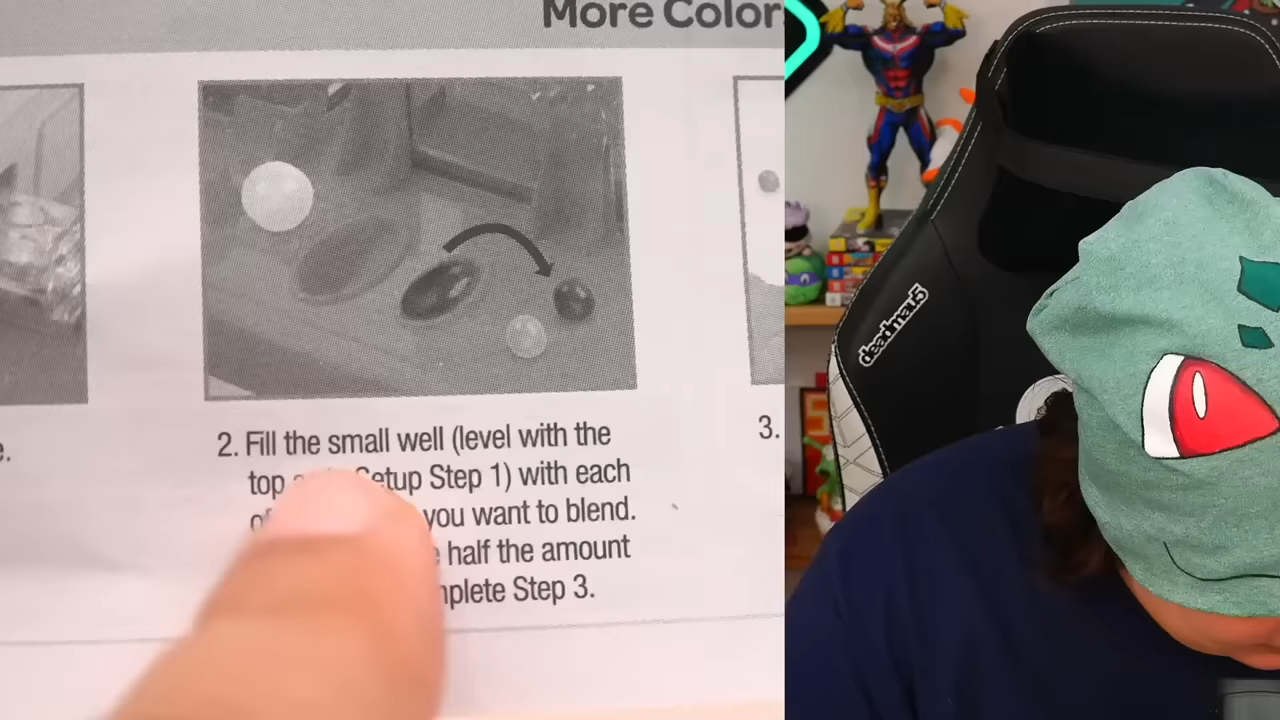 More Color
2. Fill the small well (level with the
top Setup Step 1) with each
you want to blend.
half the amount
Step 3.
3.
deadmau5